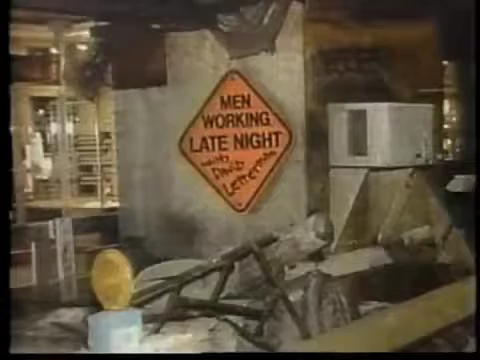 MEN
WORKING
LATE NIGHT
with
David
Letterman